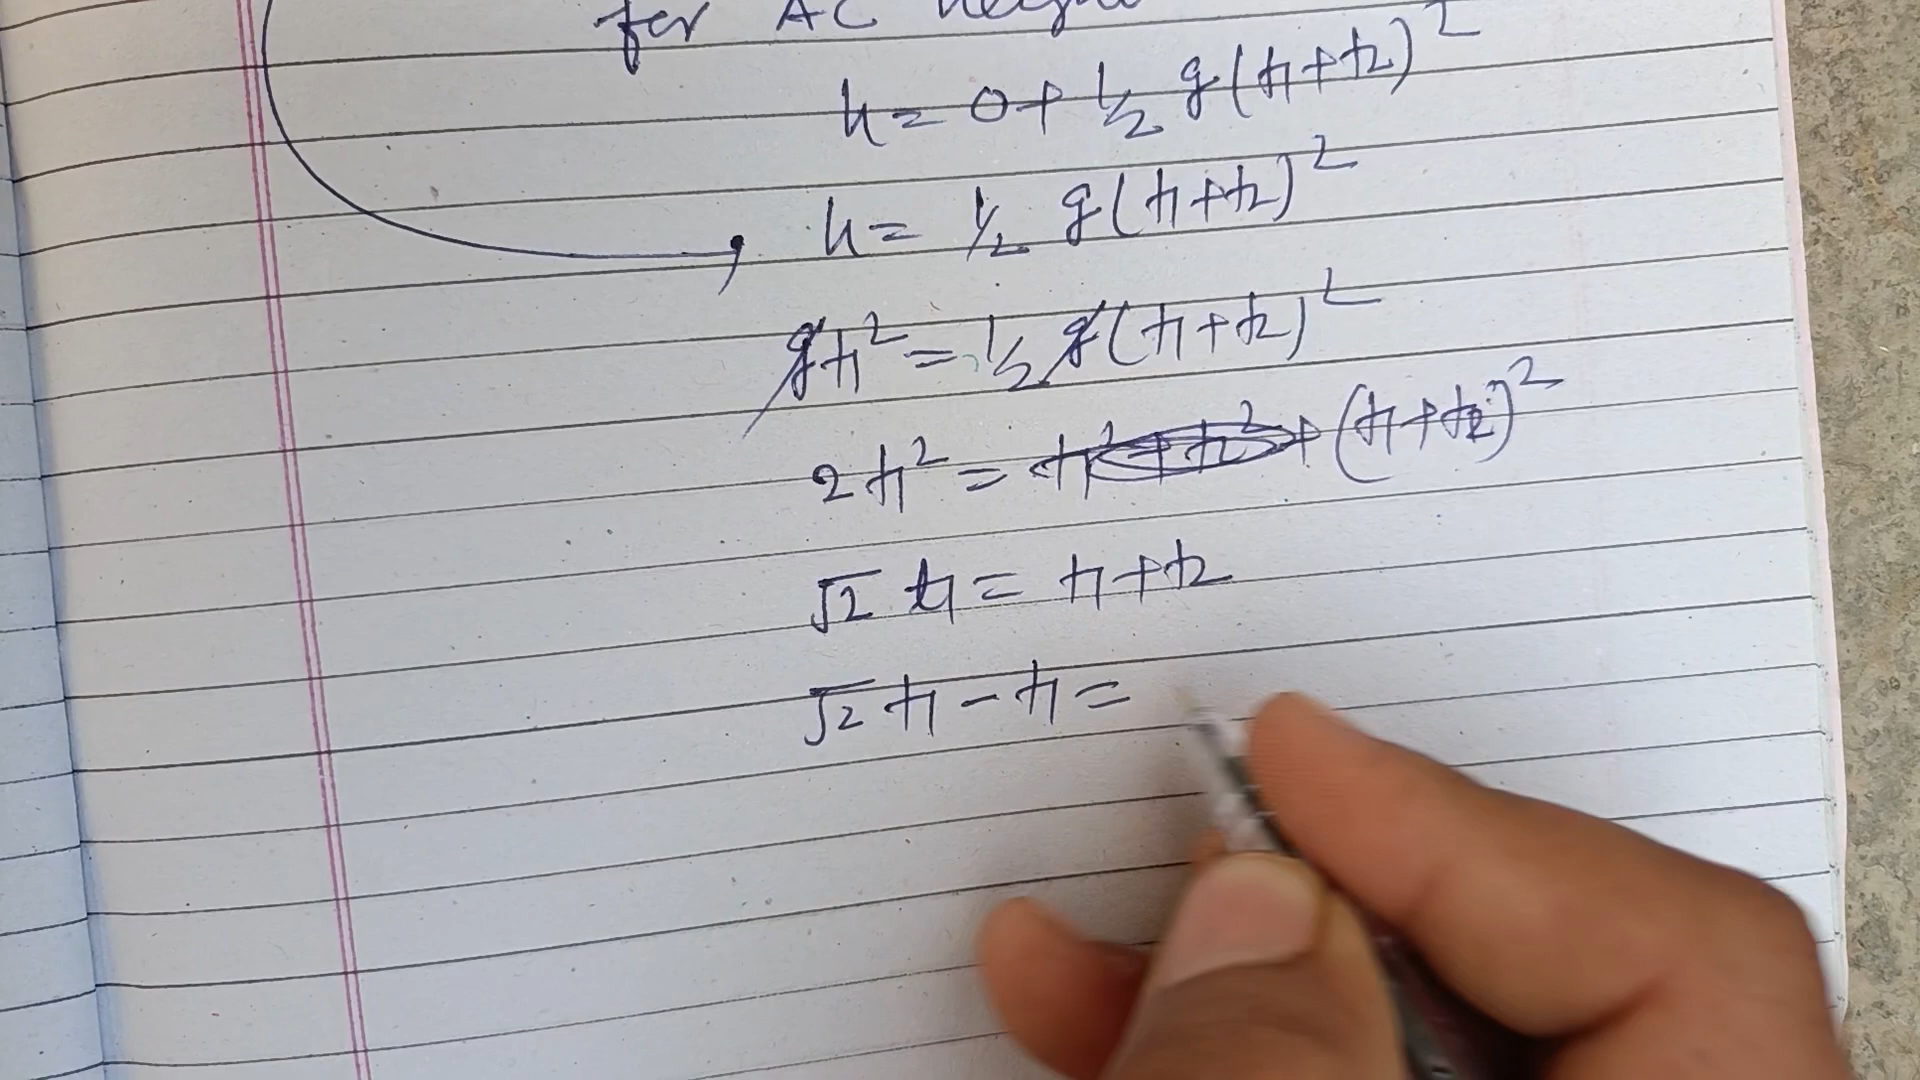 for AC height
h = 0 + 1/2 g(t1+t2)²
h = 1/2 g(t1+t2)²
gt1² = 1/2 g(t1+t2)²
2t1² = (t1+t2)²
√2 t1 = t1+t2
√2 t1 - t1 =